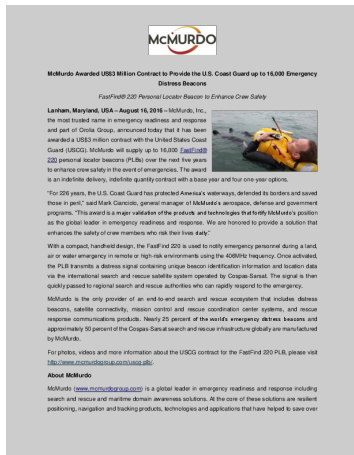 McMURDO
McMurdo Awarded US$3 Million Contract to Provide the U.S. Coast Guard up to 16,000 Emergency
Distress Beacons
FastFind® 220 Personal Locator Beacon to Enhance Crew Safety
Lanham, Maryland, USA – August 16, 2016 – McMurdo, Inc.,
the most trusted name in emergency readiness and response
and part of Orolia Group, announced today that it has been
awarded a US$3 million contract with the United States Coast
Guard (USCG). McMurdo will supply up to 16,000 FastFind®
220 personal locator beacons (PLBs) over the next five years
to enhance crew safety in the event of emergencies. The award
is an indefinite delivery, indefinite quantity contract with a base year and four one-year options.
"For 226 years, the U.S. Coast Guard has protected America's waterways, defended its borders and saved
those in peril," said Mark Cianciolo, general manager of McMurdo's aerospace, defense and government
programs. "This award is a major validation of the products and technologies that fortify McMurdo's position
as the global leader in emergency readiness and response. We are honored to provide a solution that
enhances the safety of crew members who risk their lives daily."
With a compact, handheld design, the FastFind 220 is used to notify emergency personnel during a land,
air or water emergency in remote or high-risk environments using the 406MHz frequency. Once activated,
the PLB transmits a distress signal containing unique beacon identification information and location data
via the international search and rescue satellite system operated by Cospas-Sarsat. The signal is then
quickly passed to regional search and rescue authorities who can rapidly respond to the emergency.
McMurdo is the only provider of an end-to-end search and rescue ecosystem that includes distress
beacons, satellite connectivity, mission control and rescue coordination center systems, and rescue
response communications products. Nearly 25 percent of the world's emergency distress beacons and
approximately 50 percent of the Cospas-Sarsat search and rescue infrastructure globally are manufactured
by McMurdo.
For photos, videos and more information about the USCG contract for the FastFind 220 PLB, please visit
http://www.mcmurdogroup.com/uscg-plb/.
About McMurdo
McMurdo (www.mcmurdogroup.com) is a global leader in emergency readiness and response including
search and rescue and maritime domain awareness solutions. At the core of these solutions are resilient
positioning, navigation and tracking products, technologies and applications that have helped to save over